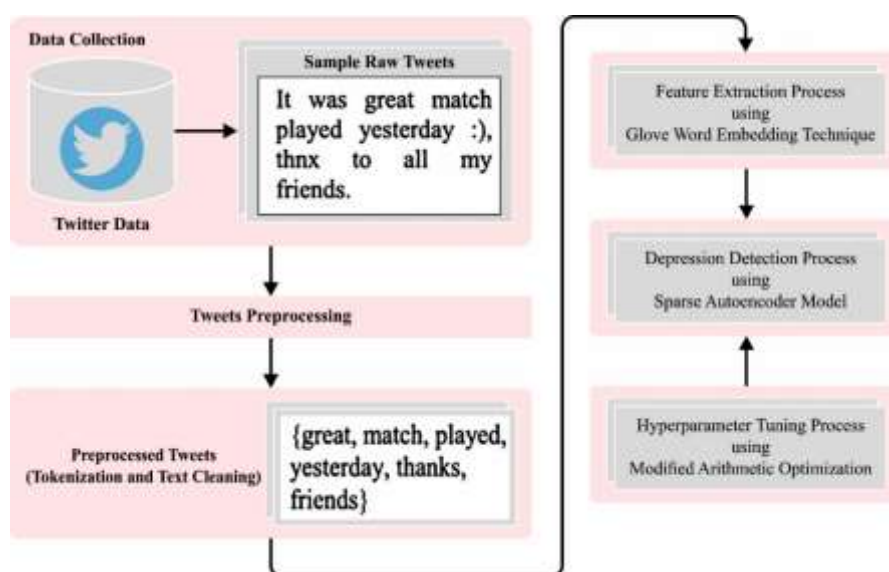 Data Collection
Sample Raw Tweets
It was great match
played yesterday :),
thnx to all my
friends.
Twitter Data
Tweets Preprocessing
Preprocessed Tweets
(Tokenization and Text Cleaning)
{great, match, played,
yesterday, thanks,
friends}
Feature Extraction Process
using
Glove Word Embedding Technique
Depression Detection Process
using
Sparse Autoencoder Model
Hyperparameter Tuning Process
using
Modified Arithmetic Optimization